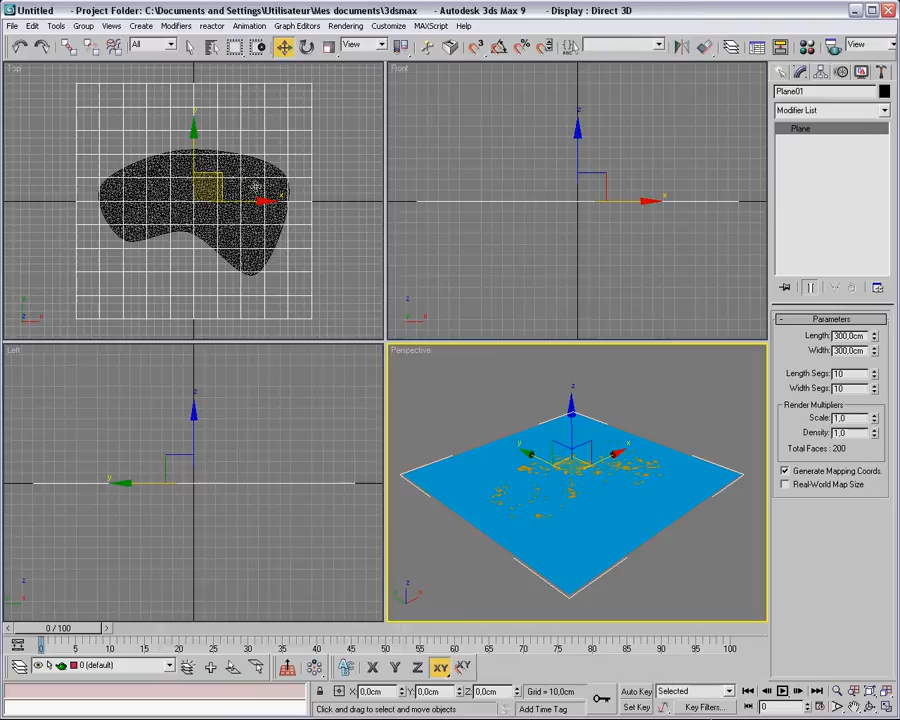 Untitled - Project Folder: C:\Documents and Settings\Utilisateur\Mes documents\3dsmax - Autodesk 3ds Max 9 - Display : Direct 3D
File Edit Tools Group Views Create Modifiers reactor Animation Graph Editors Rendering Customize MAXScript Help
All View View
Top Front
Plane01
Modifier List
Plane
y
x
z
x
z
x
z
x
Parameters
Length: 300,0cm
Width: 300,0cm
Length Segs: 10
Width Segs: 10
Render Multipliers
Scale: 1,0
Density: 1,0
Total Faces : 200
Generate Mapping Coords.
Real-World Map Size
Left Perspective
z
y
z
y x
z
0 / 100
0 5 10 15 20 25 30 35 40 45 50 55 60 65 70 75 80 85 90 95 100
0 (default) X Y Z XY XY
X: 0,0cm Y: 0,0cm Z: 0,0cm Grid = 10,0cm Auto Key Selected
Click and drag to select and move objects Add Time Tag Set Key Key Filters... 0